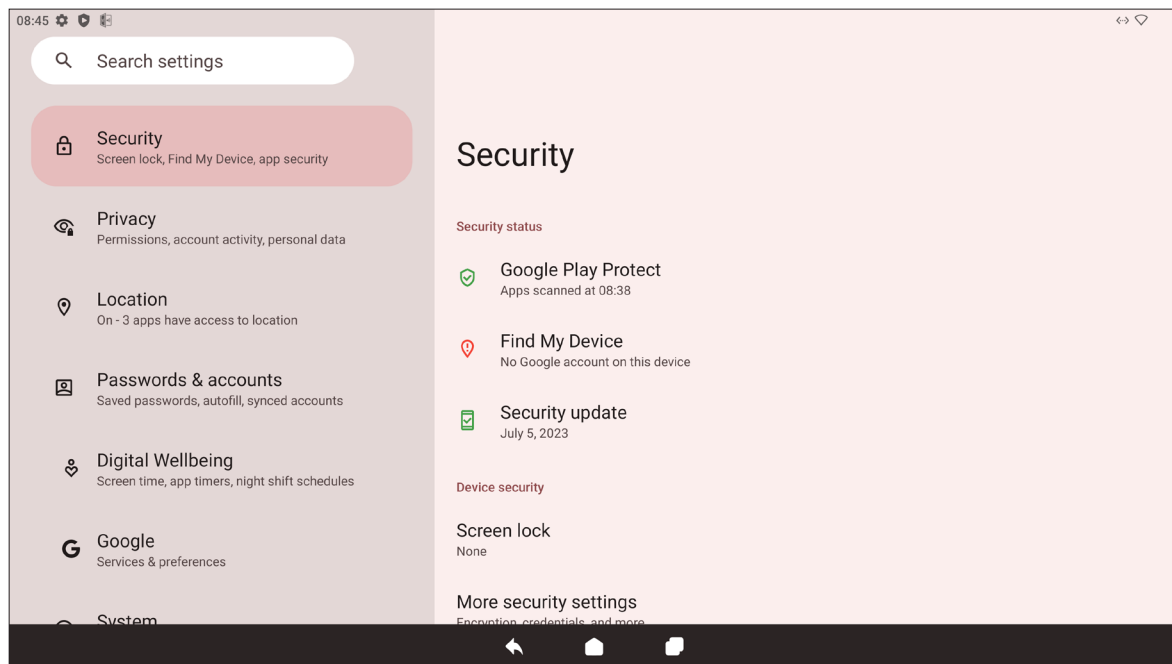 08:45
Search settings
Security
Screen lock, Find My Device, app security
Privacy
Permissions, account activity, personal data
Location
On - 3 apps have access to location
Passwords & accounts
Saved passwords, autofill, synced accounts
Digital Wellbeing
Screen time, app timers, night shift schedules
Google
Services & preferences
System
Security
Security status
Google Play Protect
Apps scanned at 08:38
Find My Device
No Google account on this device
Security update
July 5, 2023
Device security
Screen lock
None
More security settings
Encryption, credentials, and more